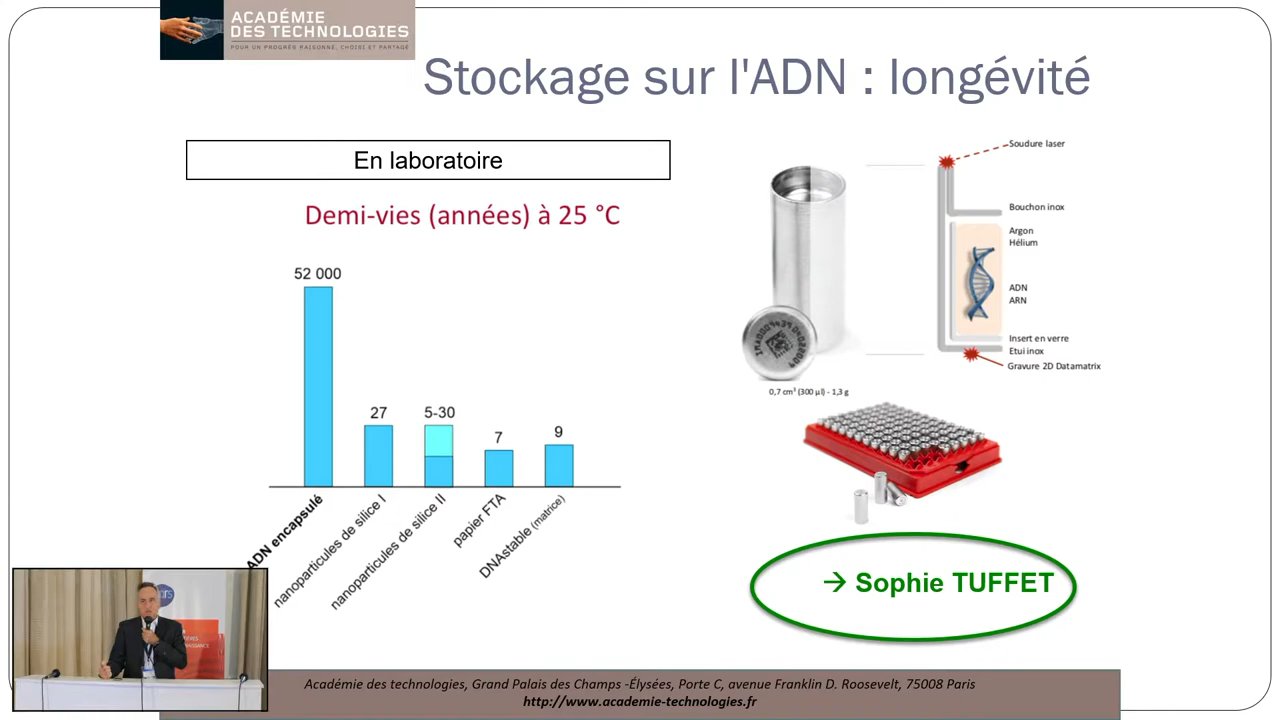 ACADÉMIE
DES TECHNOLOGIES
POUR UN PROGRÈS RAISONNÉ, CHOISI ET PARTAGÉ
Stockage sur l'ADN : longévité
En laboratoire
Demi-vies (années) à 25 °C
52 000
27
5-30
7
9
ADN encapsulé
nanoparticules de silice I
nanoparticules de silice II
papier FTA
DNAstable (matrice)
Soudure laser
Bouchon inox
Argon
Hélium
ADN
ARN
Insert en verre
Etui inox
Gravure 2D Datamatrix
0,7 cm³ (300 µl) - 1,3 g
→ Sophie TUFFET
Académie des technologies, Grand Palais des Champs -Élysées, Porte C, avenue Franklin D. Roosevelt, 75008 Paris
http://www.academie-technologies.fr